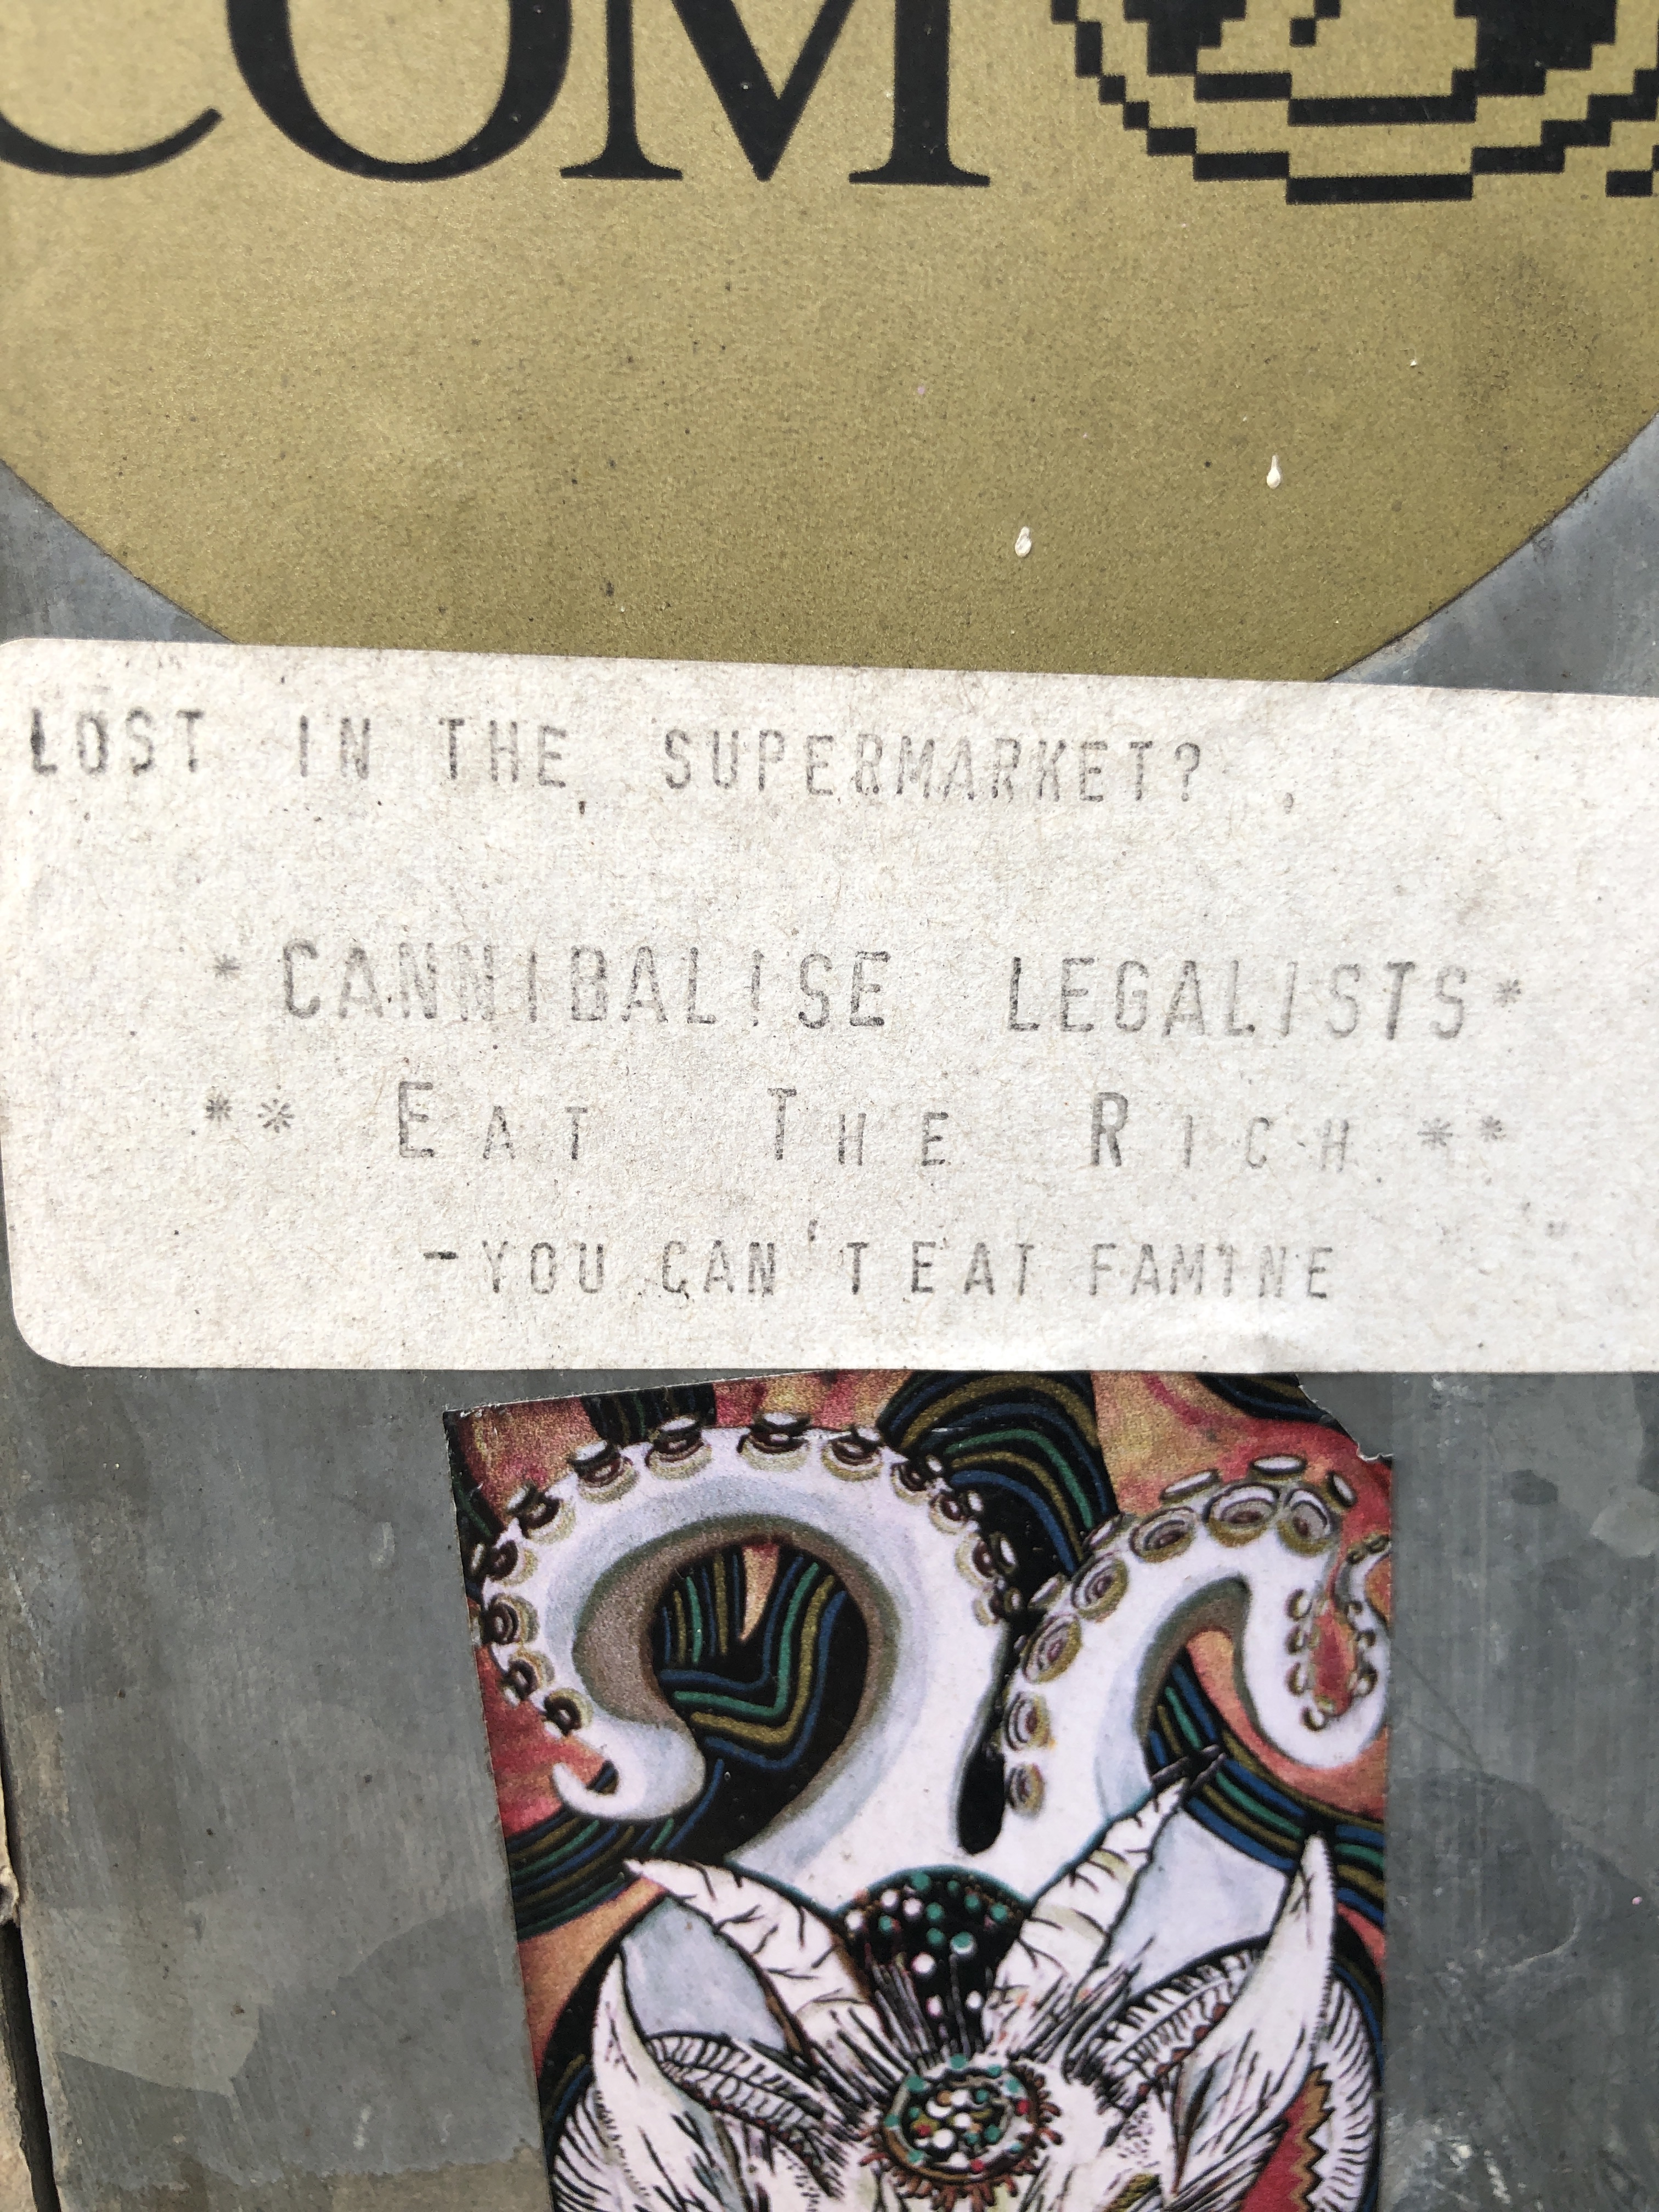 COM
LOST IN THE SUPERMARKET?
*CANNIBALISE LEGALISTS*
** EAT THE RICH **
-YOU CAN'T EAT FAMINE